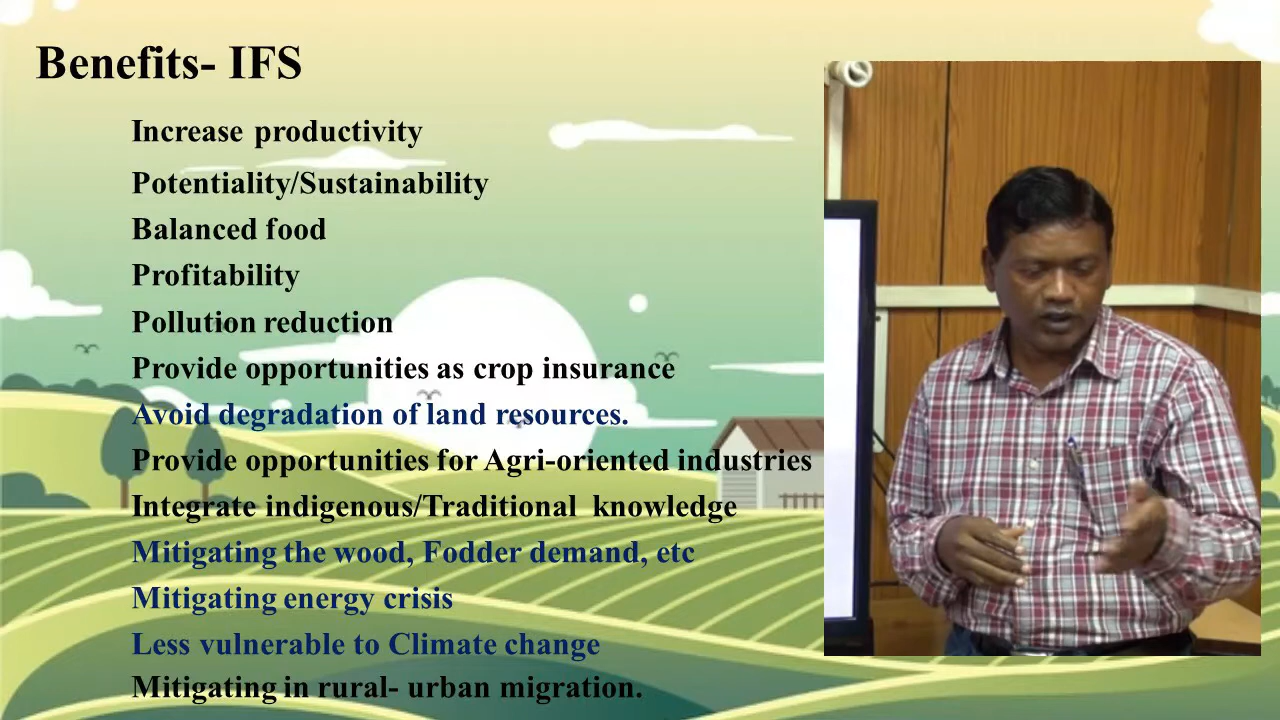 Benefits- IFS
Increase productivity
Potentiality/Sustainability
Balanced food
Profitability
Pollution reduction
Provide opportunities as crop insurance
Avoid degradation of land resources.
Provide opportunities for Agri-oriented industries
Integrate indigenous/Traditional knowledge
Mitigating the wood, Fodder demand, etc
Mitigating energy crisis
Less vulnerable to Climate change
Mitigating in rural- urban migration.